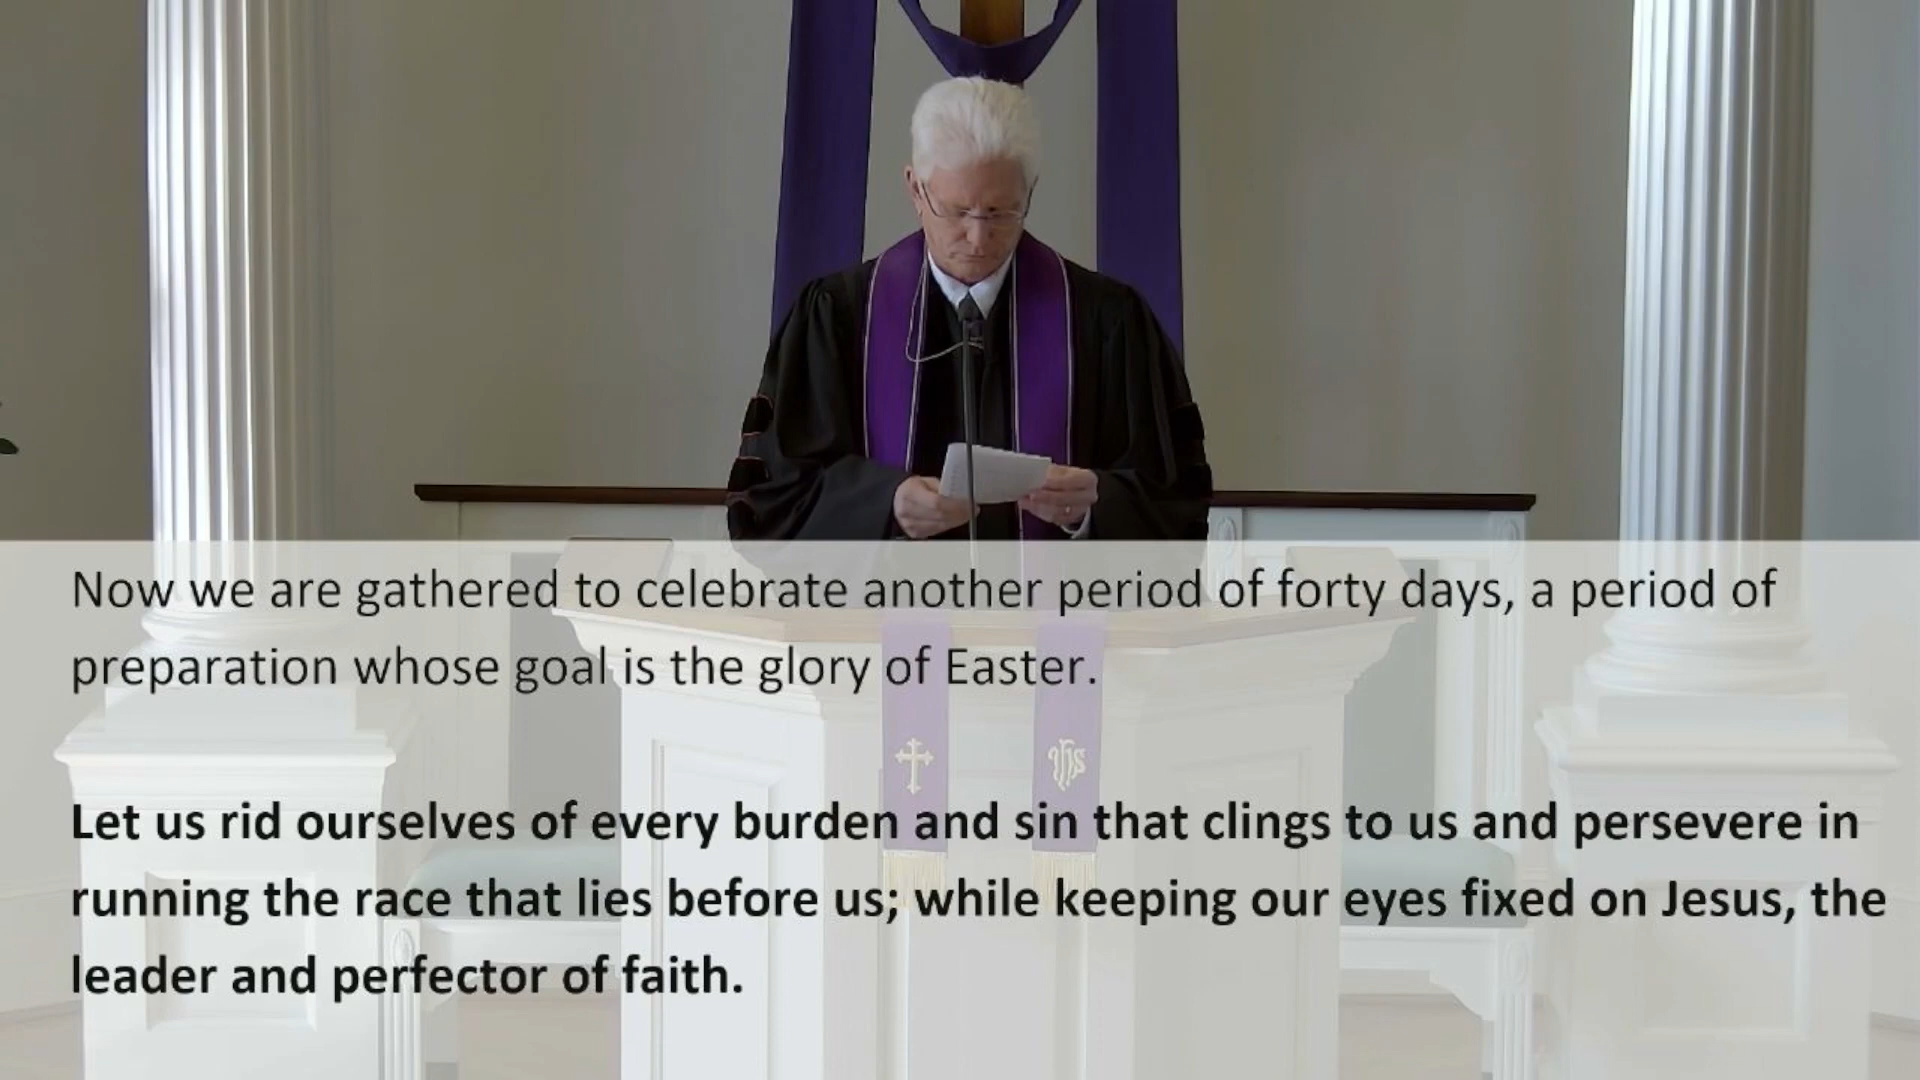 Now we are gathered to celebrate another period of forty days, a period of
preparation whose goal is the glory of Easter.
Let us rid ourselves of every burden and sin that clings to us and persevere in
running the race that lies before us; while keeping our eyes fixed on Jesus, the
leader and perfector of faith.
IHS